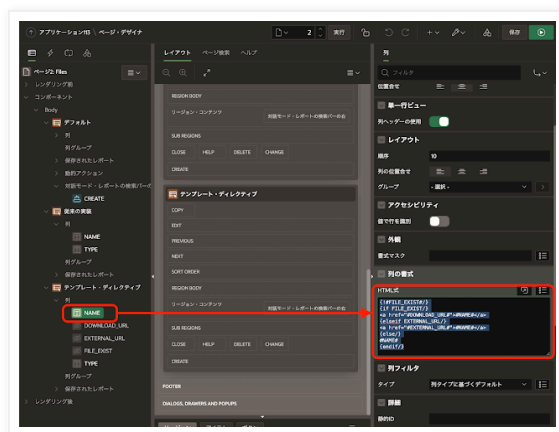 アプリケーション113 \ ページ・デザイナ
2
実行
保存
ページ2: Files
レンダリング前
コンポーネント
Body
デフォルト
列
列グループ
保存されたレポート
動的アクション
対話モード・レポートの検索バーの
CREATE
従来の実装
列
NAME
TYPE
列グループ
保存されたレポート
テンプレート・ディレクティブ
列
NAME
DOWNLOAD_URL
EXTERNAL_URL
FILE_EXIST
TYPE
列グループ
保存されたレポート
レンダリング後
レイアウト
ページ検索
ヘルプ
REGION BODY
リージョン・コンテンツ
対話モード・レポートの検索バーの右
SUB REGIONS
CLOSE
HELP
DELETE
CHANGE
CREATE
テンプレート・ディレクティブ
COPY
EDIT
PREVIOUS
NEXT
SORT ORDER
REGION BODY
リージョン・コンテンツ
対話モード・レポートの検索バーの右
SUB REGIONS
CLOSE
HELP
DELETE
CHANGE
CREATE
FOOTER
DIALOGS, DRAWERS AND POPUPS
列
フィルタ
位置合せ
単一行ビュー
列ヘッダーの使用
レイアウト
順序
10
列の位置合せ
グループ
- 選択 -
アクセシビリティ
値で行を識別
外観
書式マスク
列の書式
HTML式
{!#FILE_EXIST#/}
{if FILE_EXIST/}
<a href="#DOWNLOAD_URL#">#NAME#</a>
{elseif EXTERNAL_URL/}
<a href="#EXTERNAL_URL#">#NAME#</a>
{else/}
#NAME#
{endif/}
列フィルタ
タイプ
列タイプに基づくデフォルト
詳細
静的ID